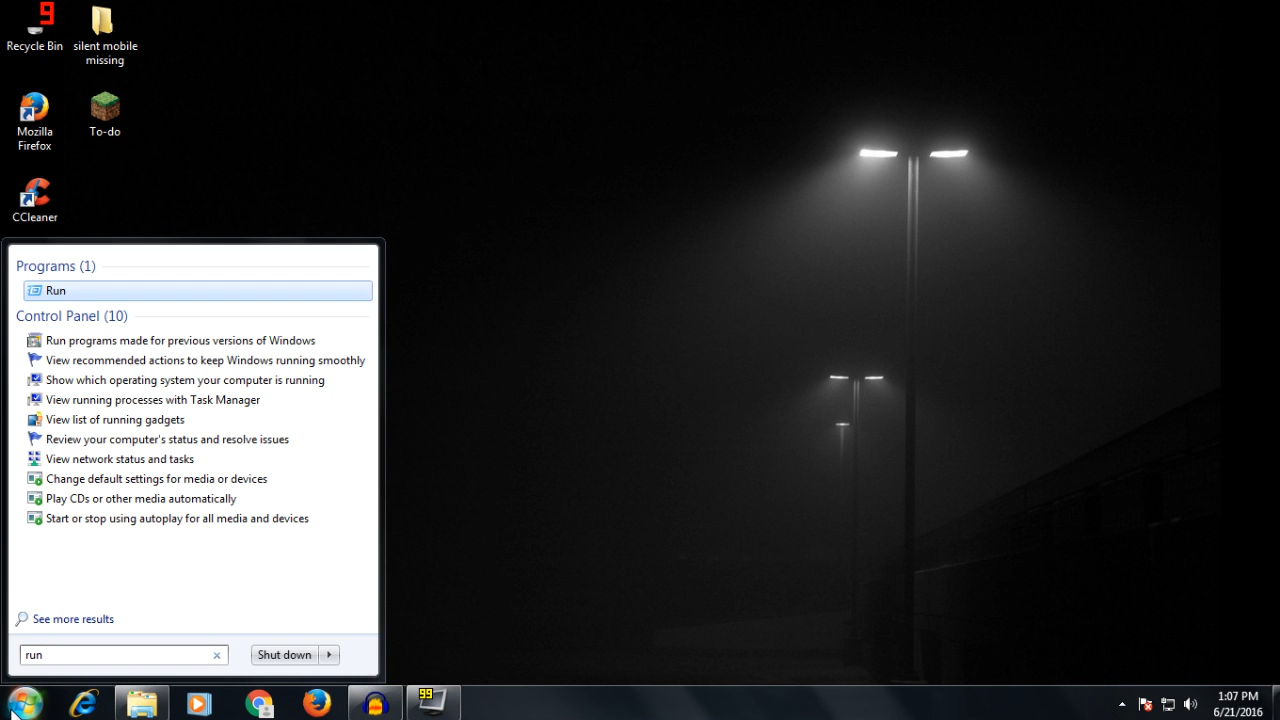 9
Recycle Bin
silent mobile
missing
Mozilla
Firefox
To-do
CCleaner
Programs (1)
Run
Control Panel (10)
Run programs made for previous versions of Windows
View recommended actions to keep Windows running smoothly
Show which operating system your computer is running
View running processes with Task Manager
View list of running gadgets
Review your computer's status and resolve issues
View network status and tasks
Change default settings for media or devices
Play CDs or other media automatically
Start or stop using autoplay for all media and devices
See more results
run
Shut down
99
1:07 PM
6/21/2016